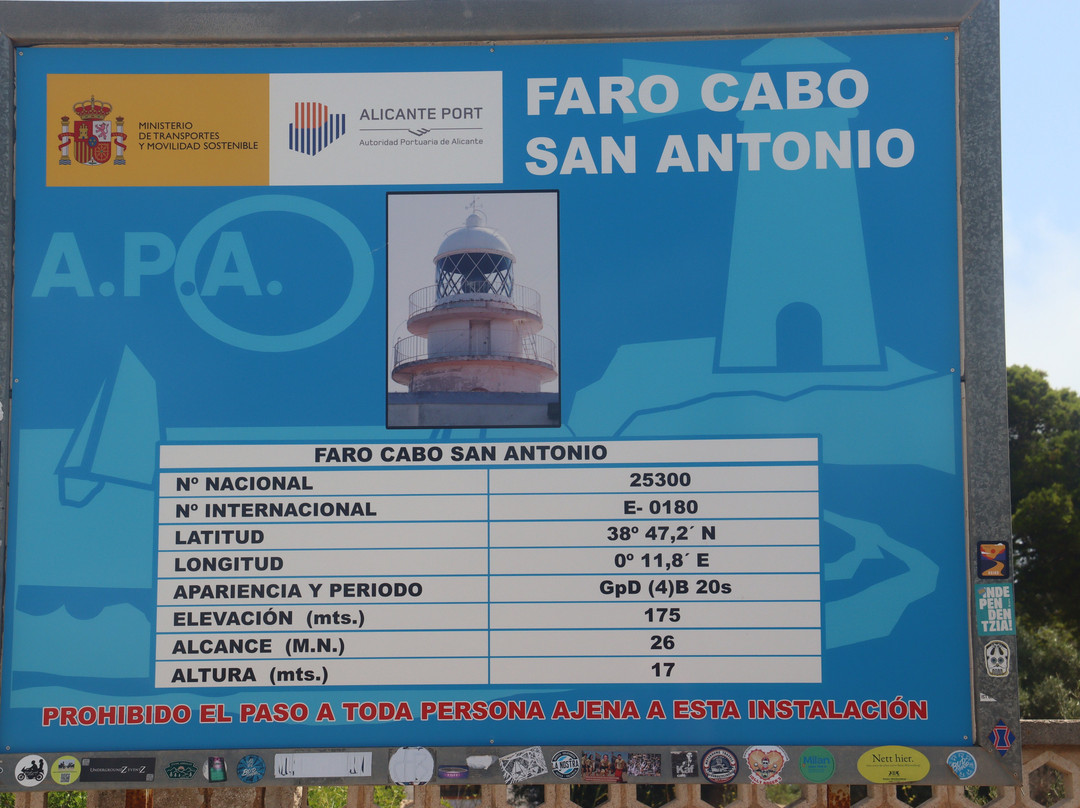 MINISTERIO
DE TRANSPORTES
Y MOVILIDAD SOSTENIBLE
ALICANTE PORT
Autoridad Portuaria de Alicante
FARO CABO
SAN ANTONIO
A.P.A.
FARO CABO SAN ANTONIO
Nº NACIONAL 25300
Nº INTERNACIONAL E- 0180
LATITUD 38º 47,2´ N
LONGITUD 0º 11,8´ E
APARIENCIA Y PERIODO GpD (4)B 20s
ELEVACIÓN (mts.) 175
ALCANCE (M.N.) 26
ALTURA (mts.) 17
PROHIBIDO EL PASO A TODA PERSONA AJENA A ESTA INSTALACIÓN
INDE
PEN
DEN
TZIA!
Nett hier.